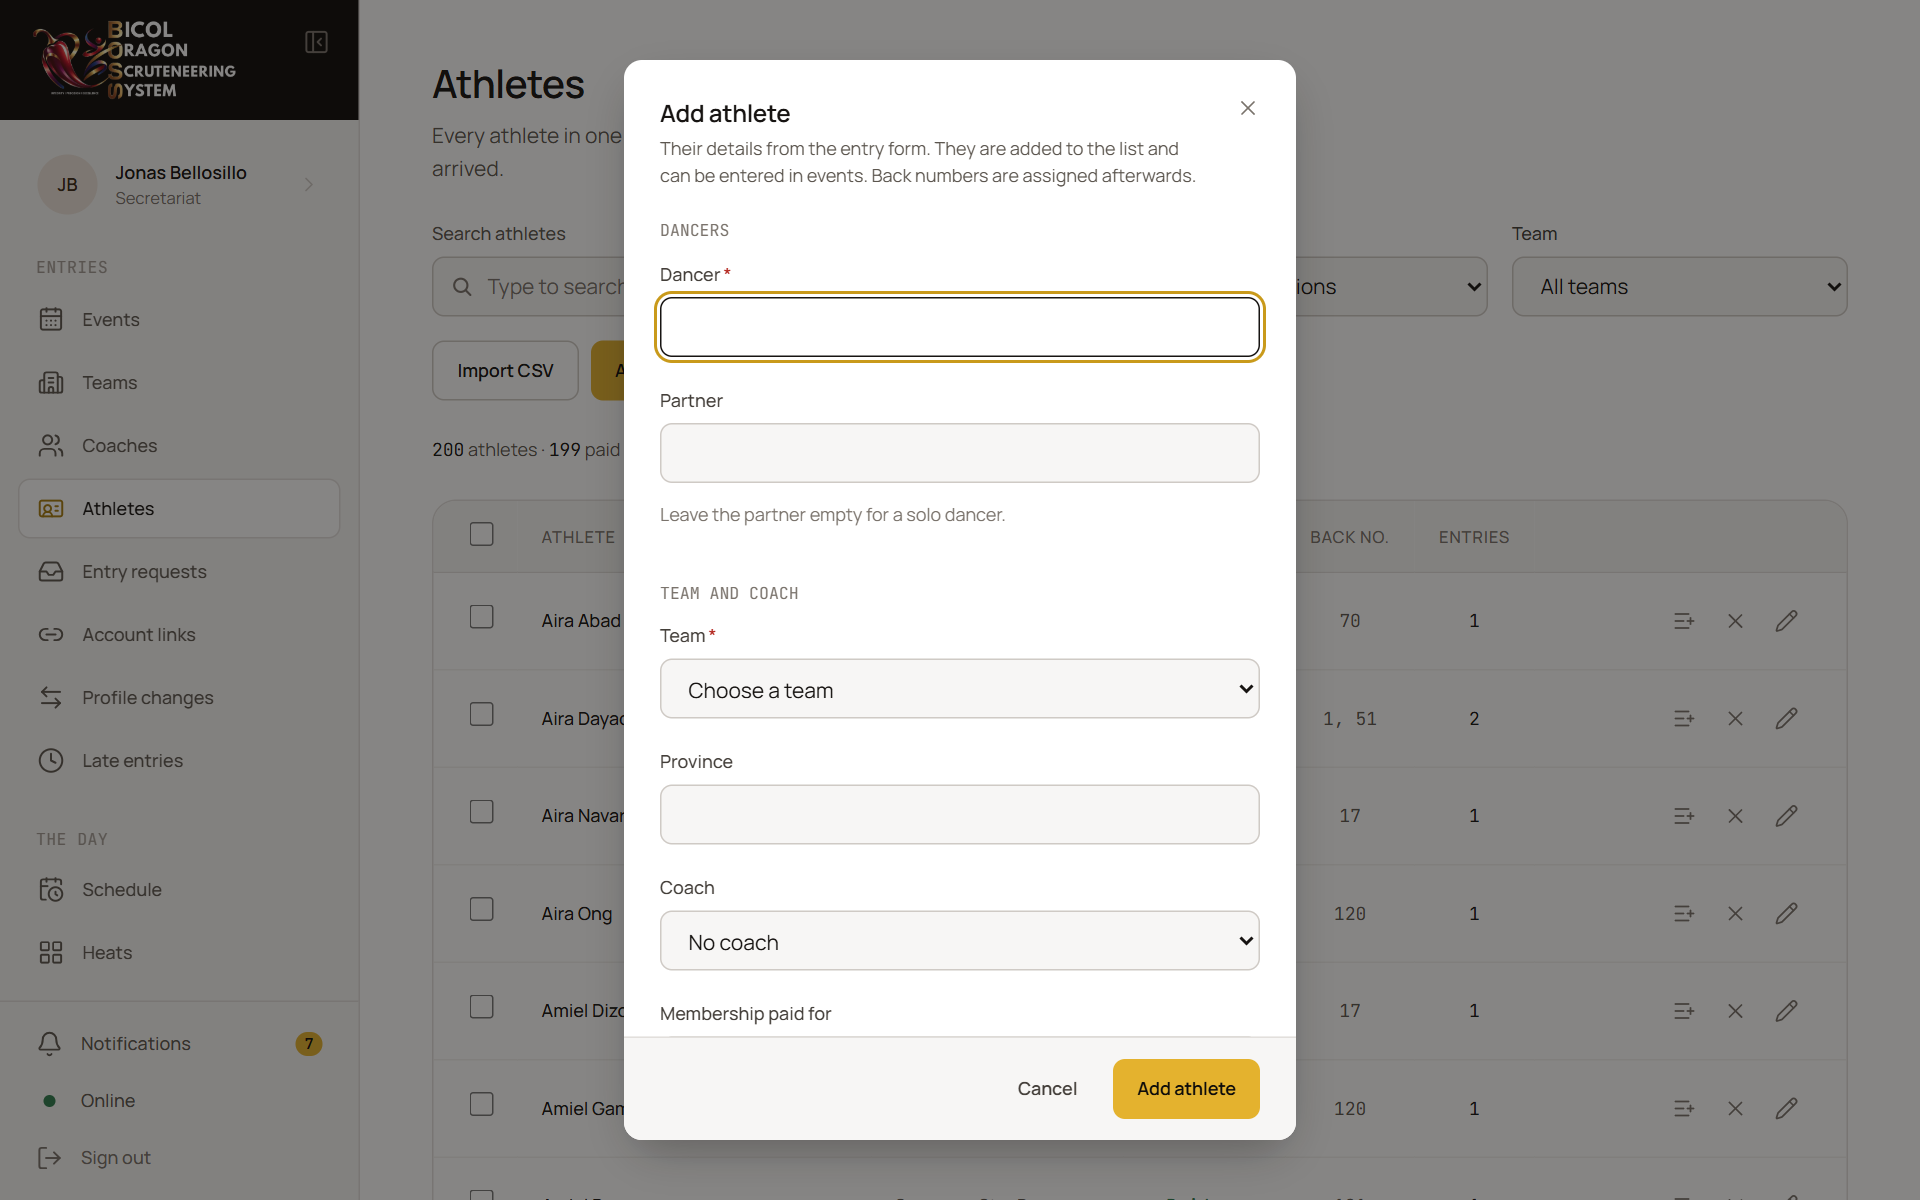 BICOL
DRAGON
SCRUTENEERING
SYSTEM
JB
Jonas Bellosillo
Secretariat
ENTRIES
Events
Teams
Coaches
Athletes
Entry requests
Account links
Profile changes
Late entries
THE DAY
Schedule
Heats
Notifications
7
Online
Sign out
Athletes
Every athlete in one
arrived.
Search athletes
Type to search
ions
Team
All teams
Import CSV
A
200 athletes · 199 paid
ATHLETE
BACK NO.
ENTRIES
Aira Abad
70
1
Aira Dayao
1, 51
2
Aira Navar
17
1
Aira Ong
120
1
Amiel Dizo
17
1
Amiel Gam
120
1
Add athlete
Their details from the entry form. They are added to the list and
can be entered in events. Back numbers are assigned afterwards.
DANCERS
Dancer *
Partner
Leave the partner empty for a solo dancer.
TEAM AND COACH
Team *
Choose a team
Province
Coach
No coach
Membership paid for
Cancel
Add athlete